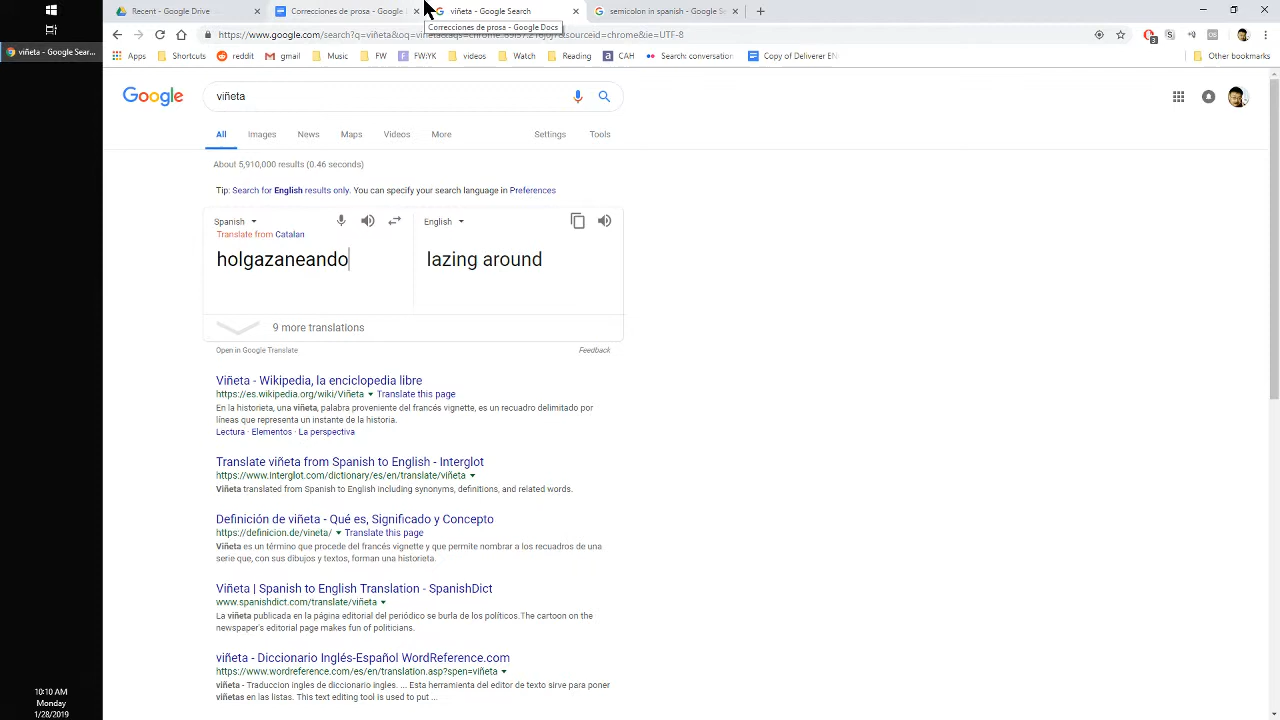 Recent - Google Drive
Correcciones de prosa - Google
viñeta - Google Search
semicolon in spanish - Google Se
Correcciones de prosa - Google Docs
viñeta - Google Sear...
Apps
Shortcuts
reddit
gmail
Music
FW
FW:YK
videos
Watch
Reading
CAH
Search: conversation
Copy of Deliverer EN
Other bookmarks
Google
viñeta
All
Images
News
Maps
Videos
More
Settings
Tools
About 5,910,000 results (0.46 seconds)
Tip: Search for English results only. You can specify your search language in Preferences
Spanish
English
Translate from Catalan
holgazaneando
lazing around
9 more translations
Open in Google Translate
Feedback
Viñeta - Wikipedia, la enciclopedia libre
https://es.wikipedia.org/wiki/Viñeta Translate this page
En la historieta, una viñeta, palabra proveniente del francés vignette, es un recuadro delimitado por
líneas que representa un instante de la historia.
Lectura · Elementos · La perspectiva
Translate viñeta from Spanish to English - Interglot
https://www.interglot.com/dictionary/es/en/translate/viñeta
Viñeta translated from Spanish to English including synonyms, definitions, and related words.
Definición de viñeta - Qué es, Significado y Concepto
https://definicion.de/vineta/ Translate this page
Viñeta es un término que procede del francés vignette y que permite nombrar a los recuadros de una
serie que, con sus dibujos y textos, forman una historieta.
Viñeta | Spanish to English Translation - SpanishDict
www.spanishdict.com/translate/viñeta
La viñeta publicada en la página editorial del periódico se burla de los políticos.The cartoon on the
newspaper's editorial page makes fun of politicians.
viñeta - Diccionario Inglés-Español WordReference.com
https://www.wordreference.com/es/en/translation.asp?spen=viñeta
viñeta - Traduccion ingles de diccionario ingles. ... Esta herramienta del editor de texto sirve para poner
viñetas en las listas. This text editing tool is used to put ...
10:10 AM
Monday
1/28/2019